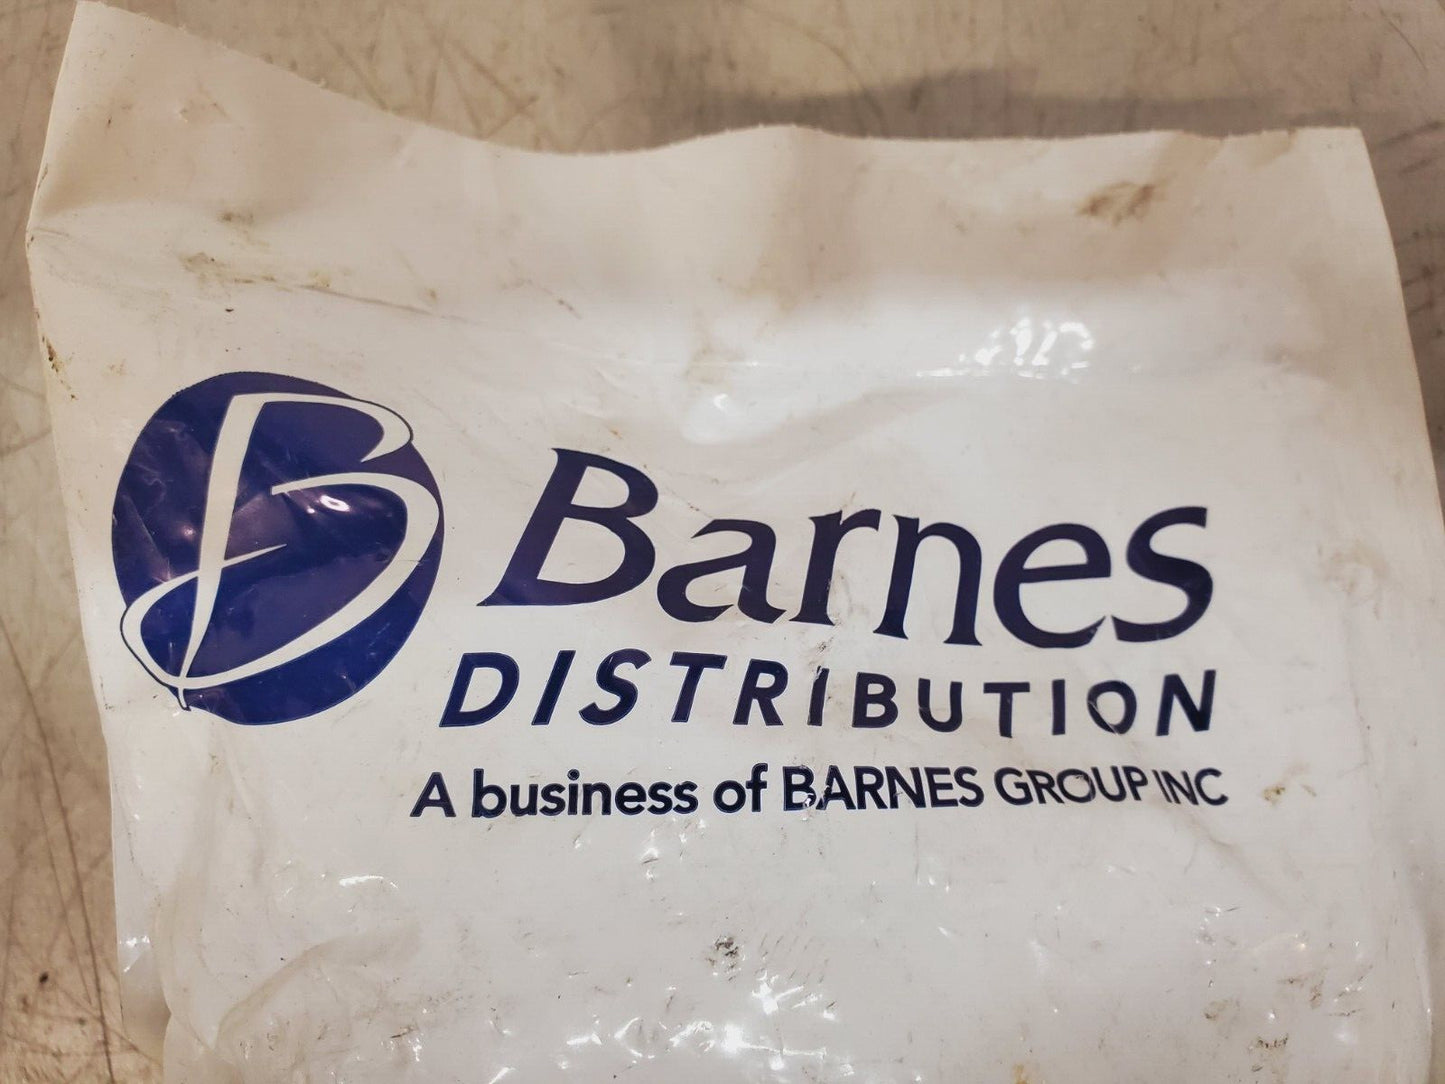 B
Barnes
DISTRIBUTION
A business of BARNES GROUP INC